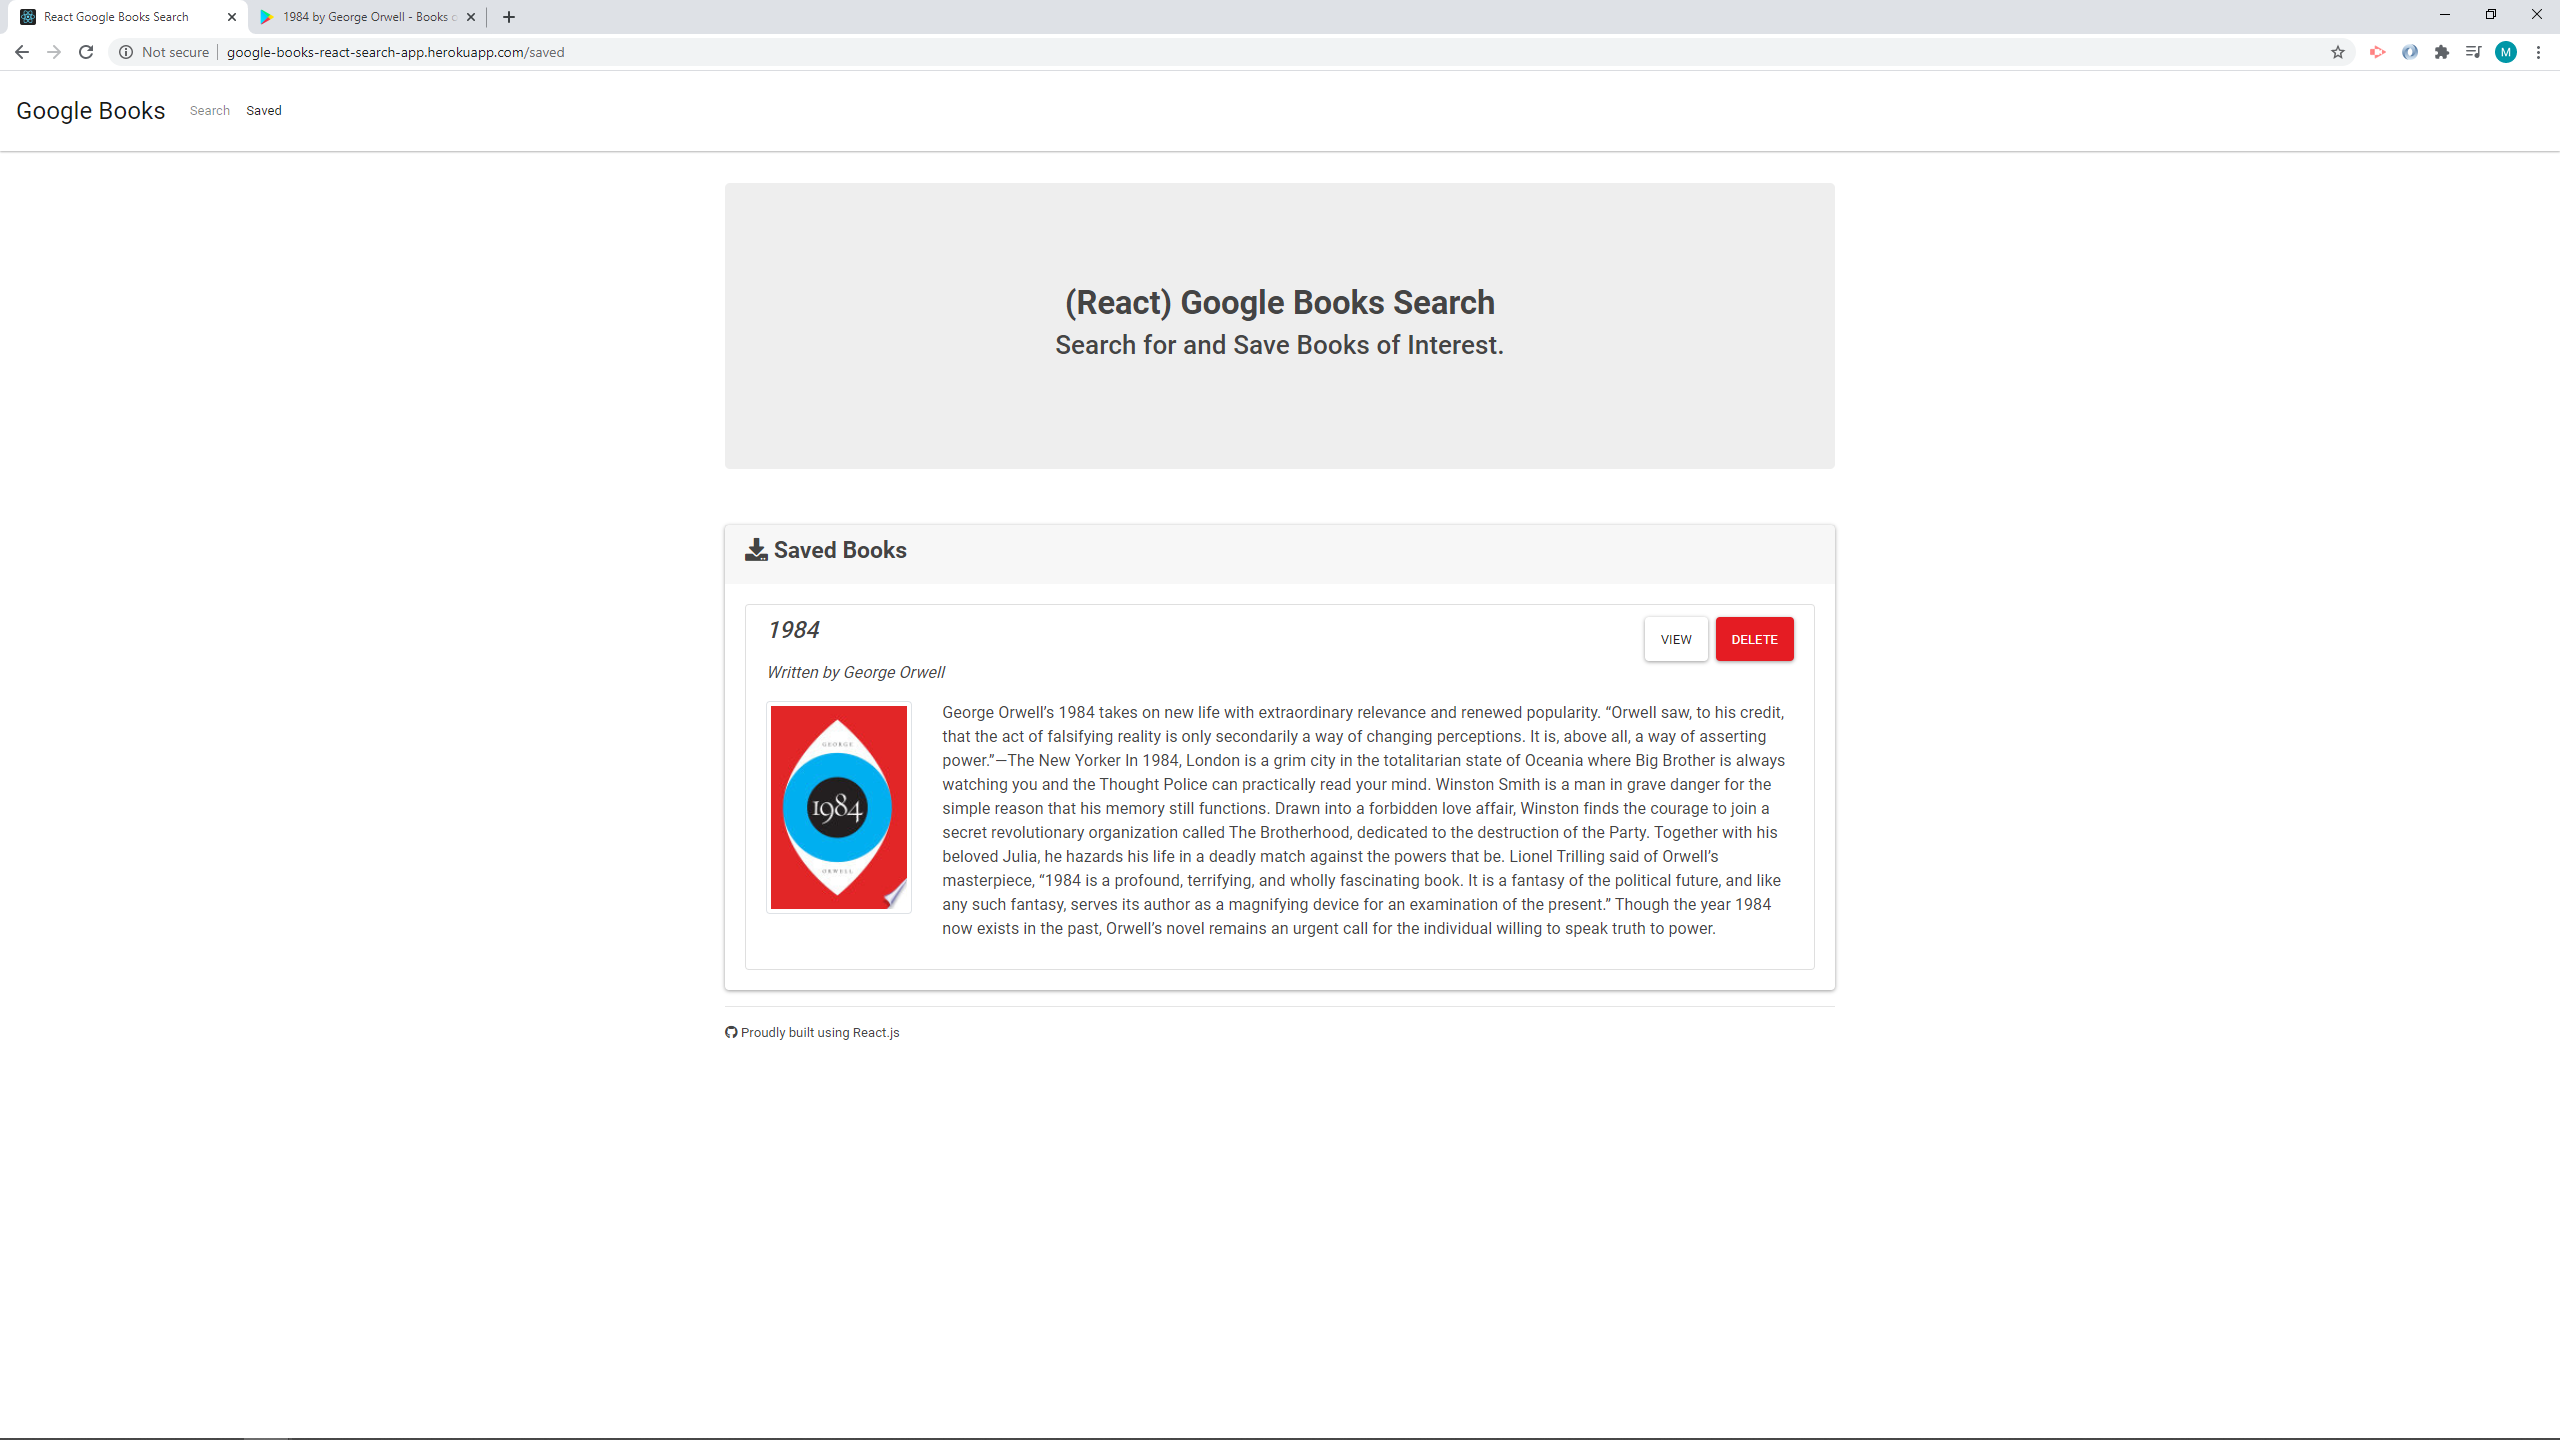 React Google Books Search
1984 by George Orwell - Books
Not secure
google-books-react-search-app.herokuapp.com/saved
M
Google Books
Search
Saved
(React) Google Books Search
Search for and Save Books of Interest.
Saved Books
1984
VIEW
DELETE
Written by George Orwell
GEORGE
1984
ORWELL
George Orwell’s 1984 takes on new life with extraordinary relevance and renewed popularity. “Orwell saw, to his credit,
that the act of falsifying reality is only secondarily a way of changing perceptions. It is, above all, a way of asserting
power.”—The New Yorker In 1984, London is a grim city in the totalitarian state of Oceania where Big Brother is always
watching you and the Thought Police can practically read your mind. Winston Smith is a man in grave danger for the
simple reason that his memory still functions. Drawn into a forbidden love affair, Winston finds the courage to join a
secret revolutionary organization called The Brotherhood, dedicated to the destruction of the Party. Together with his
beloved Julia, he hazards his life in a deadly match against the powers that be. Lionel Trilling said of Orwell’s
masterpiece, “1984 is a profound, terrifying, and wholly fascinating book. It is a fantasy of the political future, and like
any such fantasy, serves its author as a magnifying device for an examination of the present.” Though the year 1984
now exists in the past, Orwell’s novel remains an urgent call for the individual willing to speak truth to power.
Proudly built using React.js